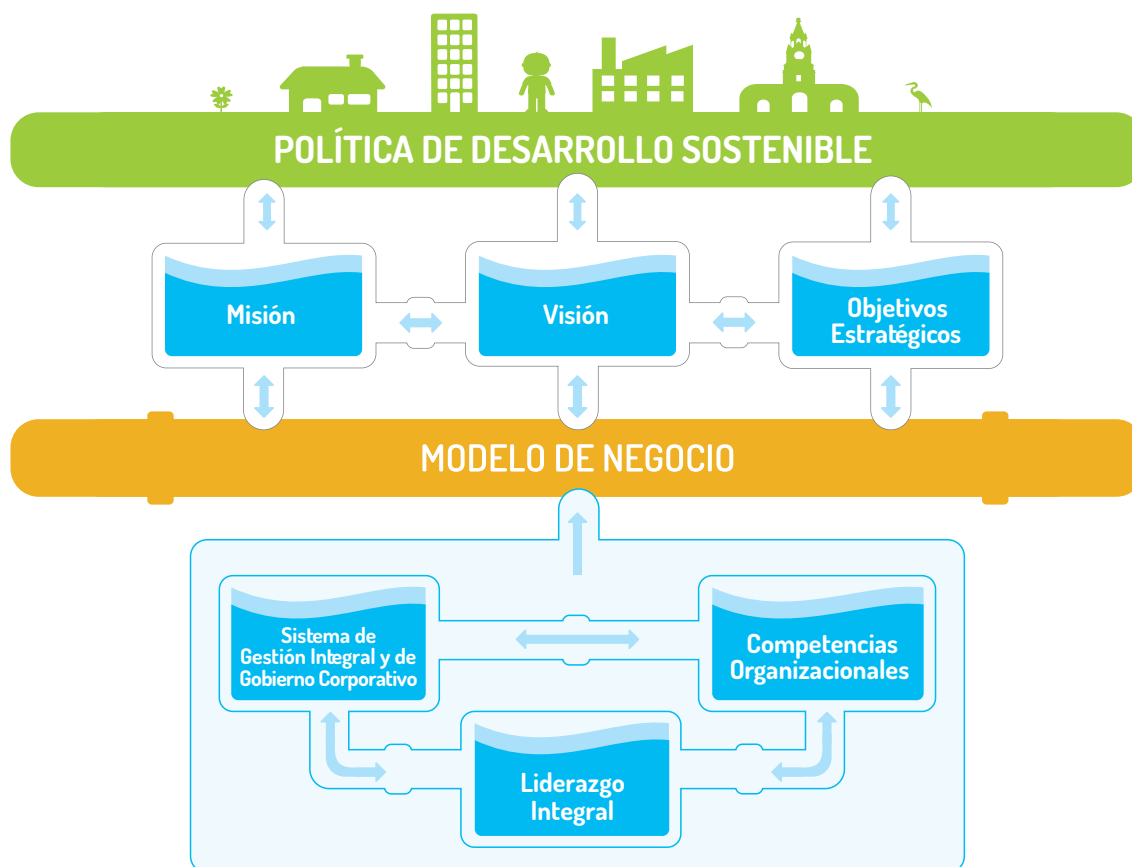 POLÍTICA DE DESARROLLO SOSTENIBLE
Misión
Visión
Objetivos
Estratégicos
MODELO DE NEGOCIO
Sistema de
Gestión Integral y de
Gobierno Corporativo
Competencias
Organizacionales
Liderazgo
Integral